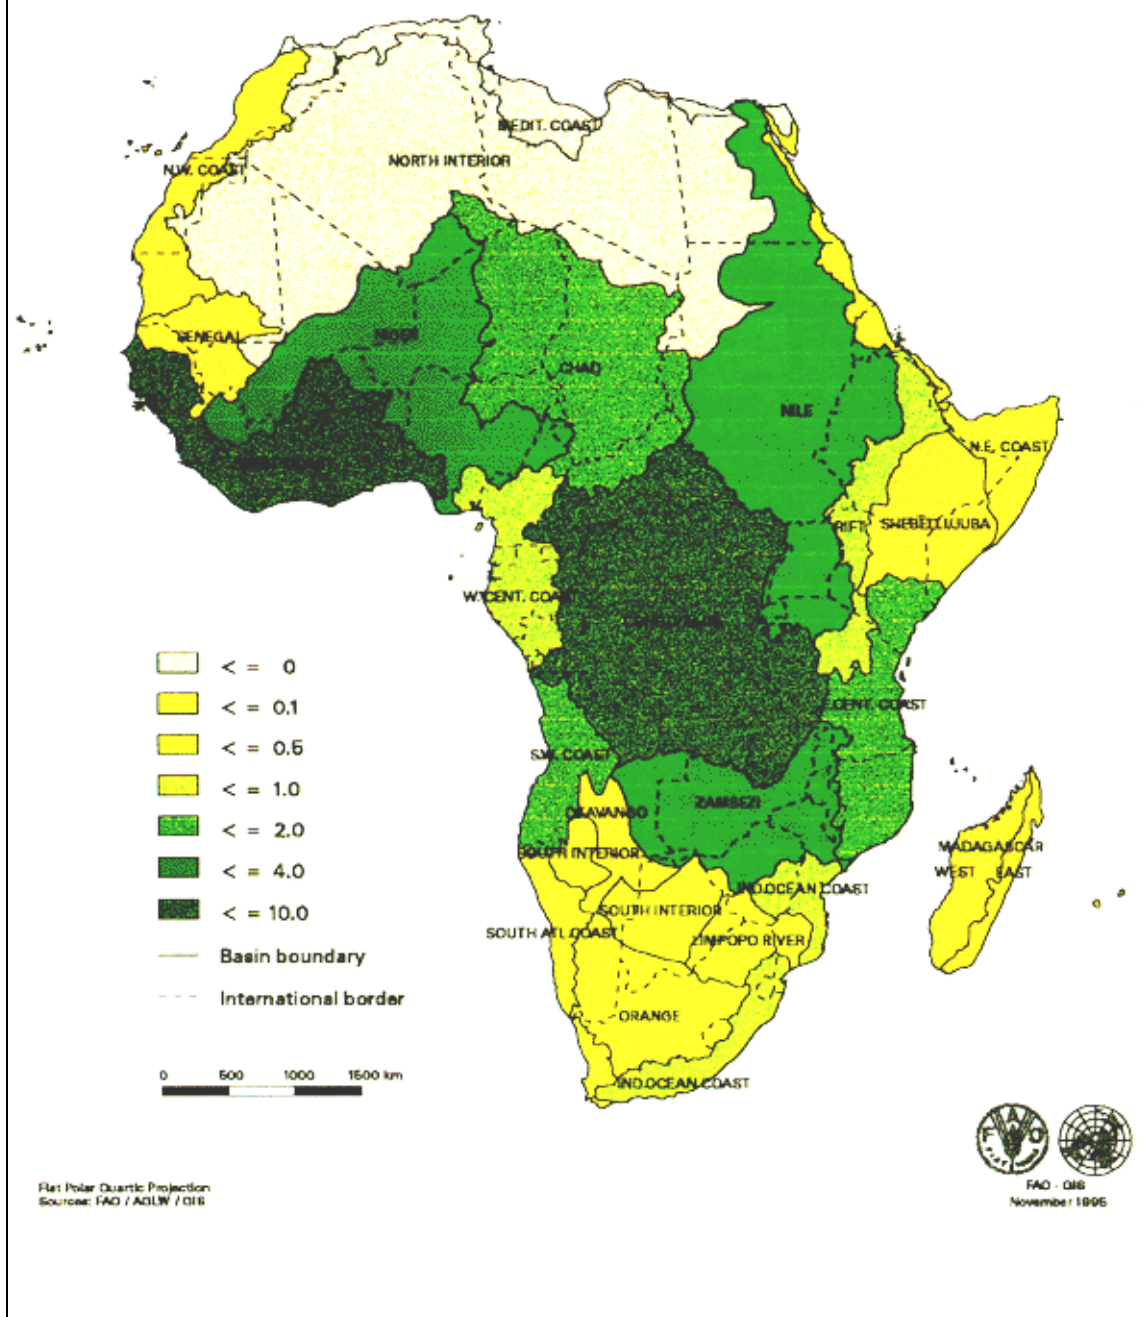 MEDIT. COAST
NORTH INTERIOR
N.W. COAST
SENEGAL
NIGER
CHAD
NILE
N.E. COAST
RIFT
SHEBELLI/JUBA
W. CENT. COAST
E. CENT. COAST
S.W. COAST
ZAMBEZI
OKAVANGO
SOUTH INTERIOR
MADAGASCAR
WEST EAST
IND.OCEAN COAST
SOUTH INTERIOR
SOUTH ATL.COAST
LIMPOPO RIVER
ORANGE
IND.OCEAN COAST
< = 0
< = 0.1
< = 0.5
< = 1.0
< = 2.0
< = 4.0
< = 10.0
Basin boundary
International border
0 500 1000 1500 km
Flat Polar Quartic Projection
Sources: FAO / AGLW / GIS
F A O
FIAT
FAO - GIS
November 1995